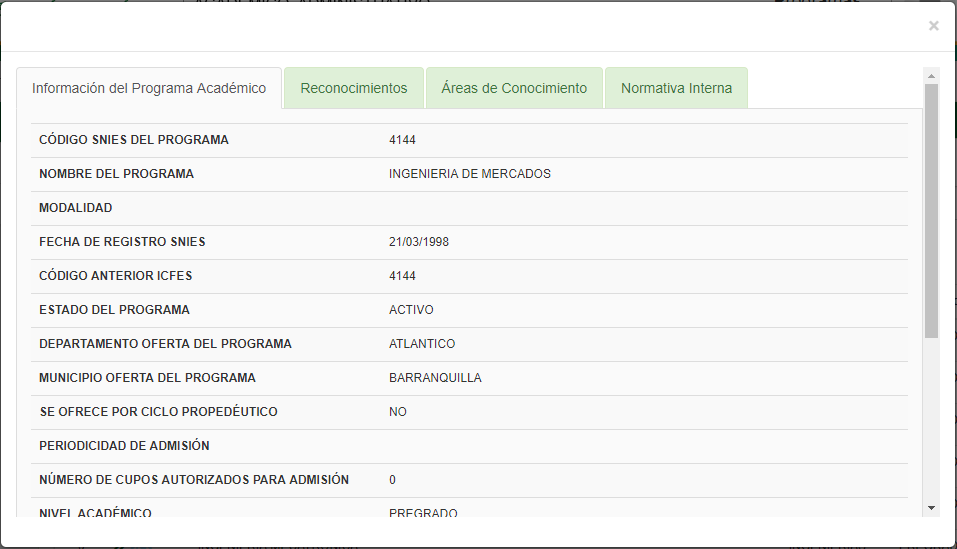 ×
Información del Programa Académico Reconocimientos Áreas de Conocimiento Normativa Interna
CÓDIGO SNIES DEL PROGRAMA 4144
NOMBRE DEL PROGRAMA INGENIERIA DE MERCADOS
MODALIDAD
FECHA DE REGISTRO SNIES 21/03/1998
CÓDIGO ANTERIOR ICFES 4144
ESTADO DEL PROGRAMA ACTIVO
DEPARTAMENTO OFERTA DEL PROGRAMA ATLANTICO
MUNICIPIO OFERTA DEL PROGRAMA BARRANQUILLA
SE OFRECE POR CICLO PROPEDÉUTICO NO
PERIODICIDAD DE ADMISIÓN
NÚMERO DE CUPOS AUTORIZADOS PARA ADMISIÓN 0
NIVEL ACADÉMICO PREGRADO